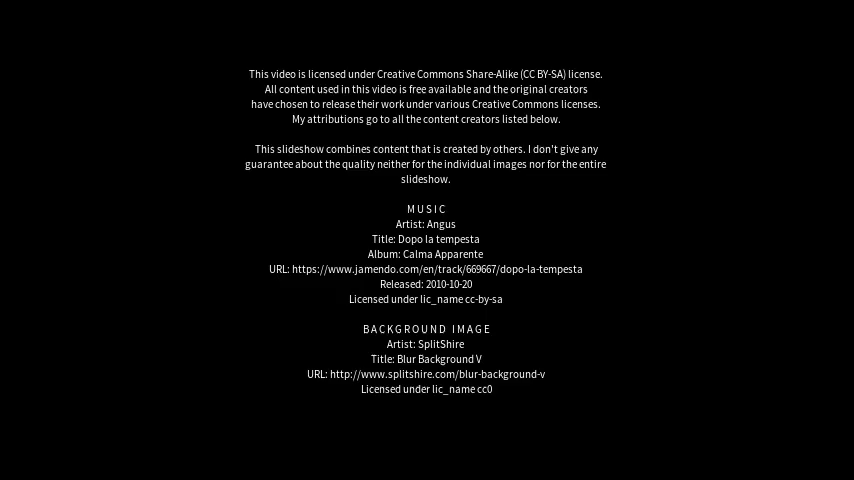 This video is licensed under Creative Commons Share-Alike (CC BY-SA) license.
All content used in this video is free available and the original creators
have chosen to release their work under various Creative Commons licenses.
My attributions go to all the content creators listed below.
This slideshow combines content that is created by others. I don't give any
guarantee about the quality neither for the individual images nor for the entire
slideshow.
MUSIC
Artist: Angus
Title: Dopo la tempesta
Album: Calma Apparente
URL: https://www.jamendo.com/en/track/669667/dopo-la-tempesta
Released: 2010-10-20
Licensed under lic_name cc-by-sa
BACKGROUND IMAGE
Artist: SplitShire
Title: Blur Background V
URL: http://www.splitshire.com/blur-background-v
Licensed under lic_name cc0